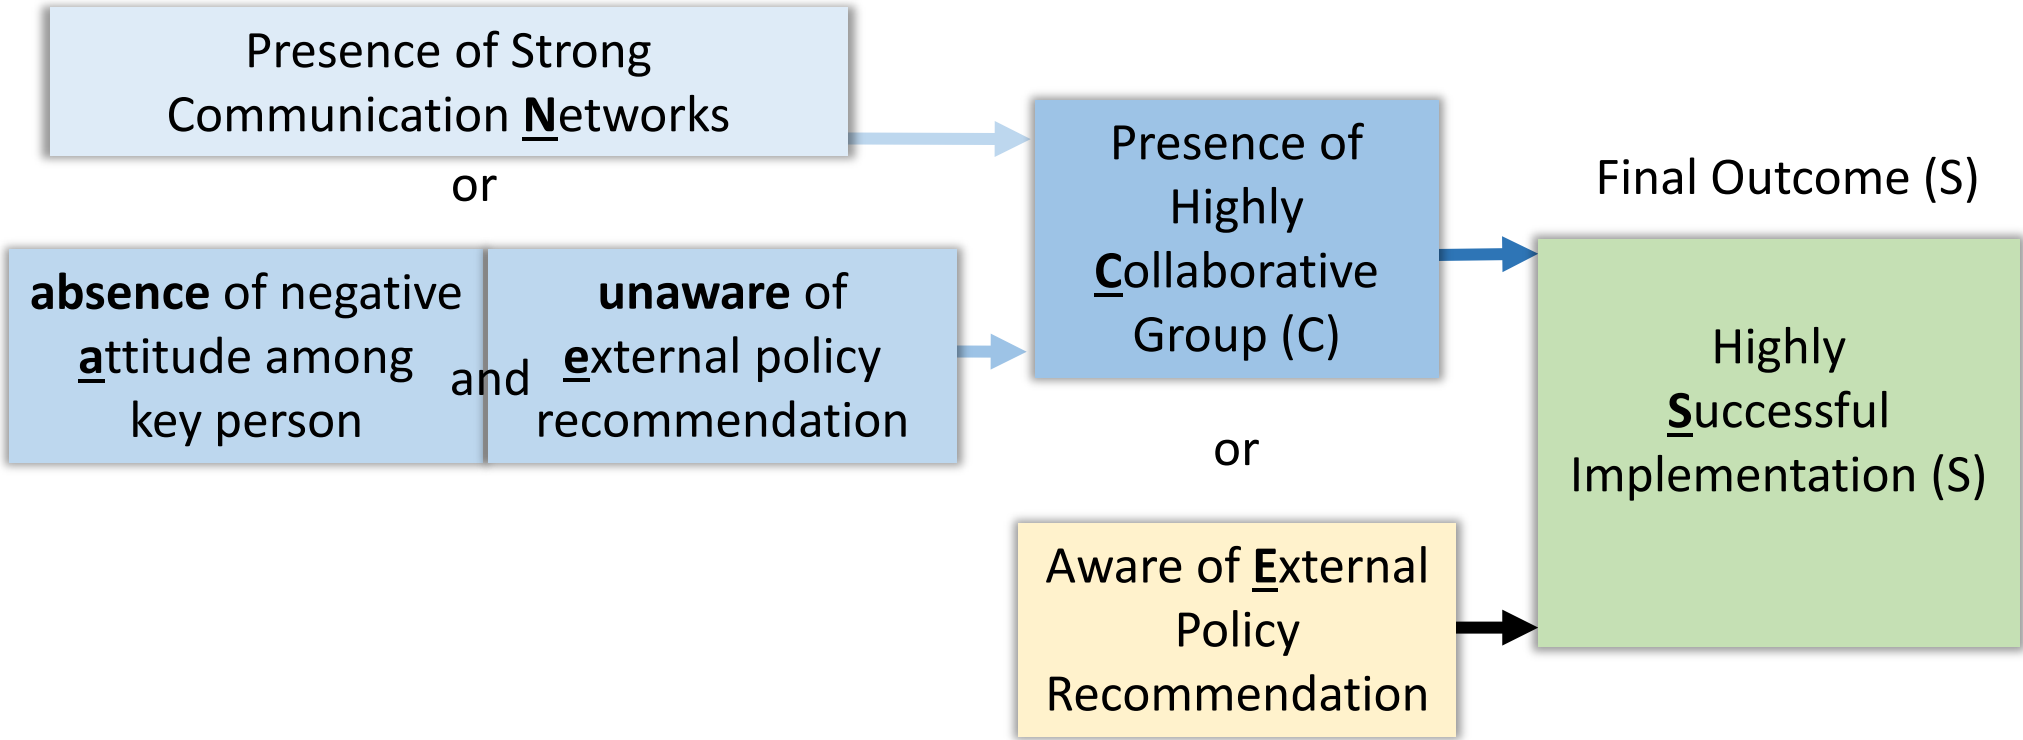 Presence of Strong
Communication Networks
or
absence of negative
attitude among
key person
and
unaware of
external policy
recommendation
Presence of
Highly
Collaborative
Group (C)
or
Aware of External
Policy
Recommendation
Final Outcome (S)
Highly
Successful
Implementation (S)